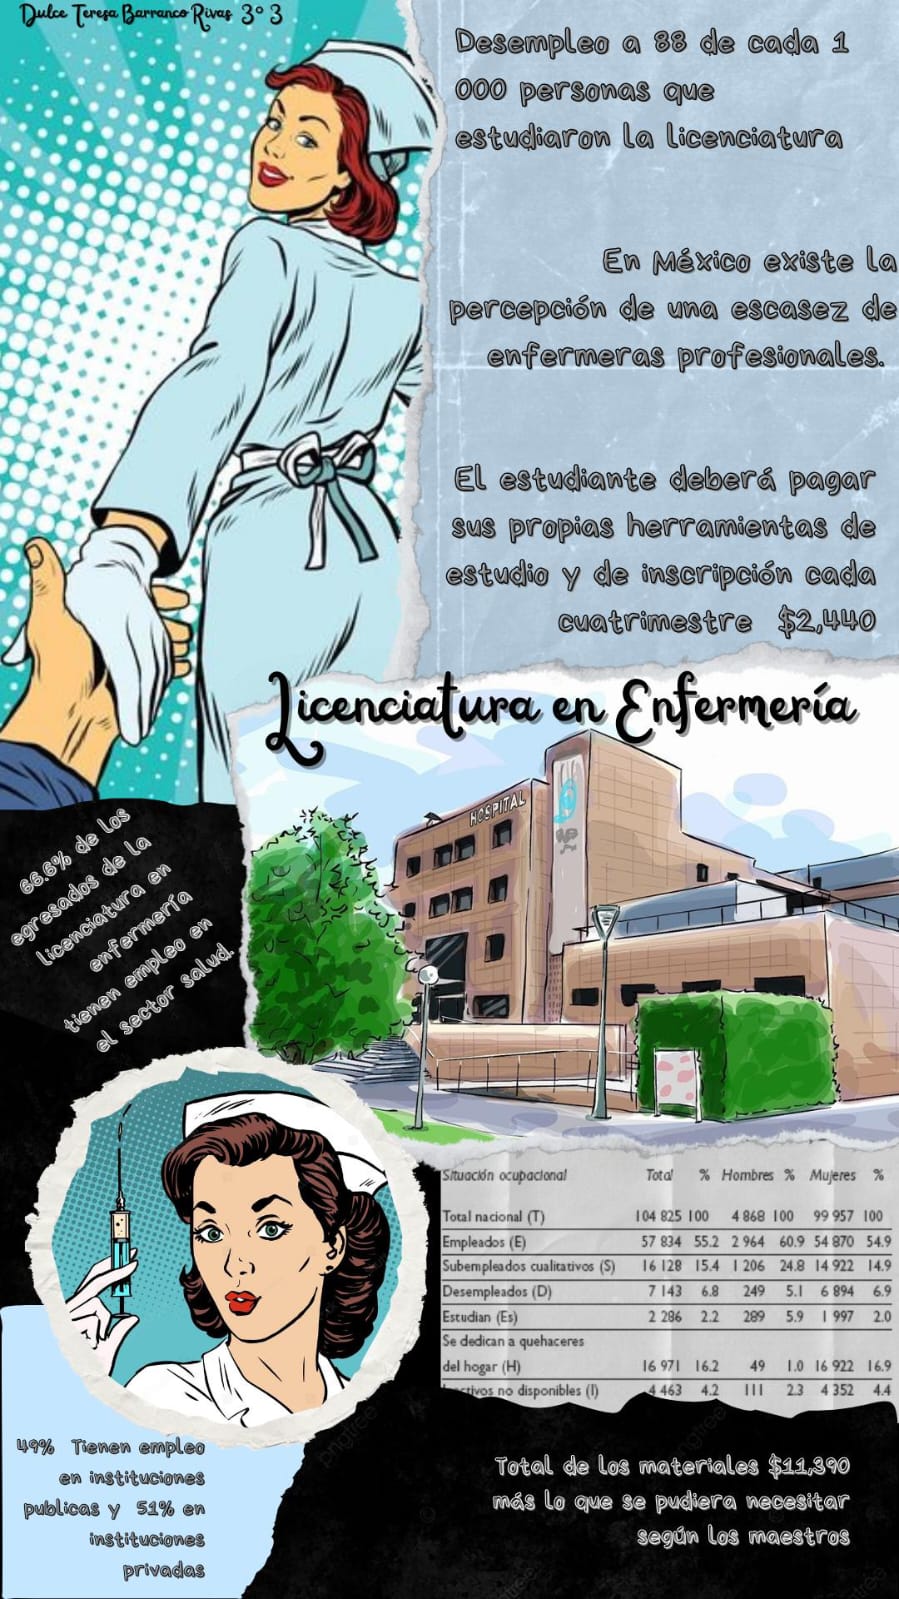 Dulce Teresa Barranco Rivas 3° 3
Desempleo a 88 de cada 1
000 personas que
estudiaron la licenciatura
En México existe la
percepción de una escasez de
enfermeras profesionales.
El estudiante deberá pagar
sus propias herramientas de
estudio y de inscripción cada
cuatrimestre $2,440
Licenciatura en Enfermería
HOSPITAL
66.6% de los
egresados de la
licenciatura en
enfermería
tienen empleo en
el sector salud.
Situación ocupacional Total % Hombres % Mujeres %
Total nacional (T) 104 825 100 4 868 100 99 957 100
Empleados (E) 57 834 55.2 2 964 60.9 54 870 54.9
Subempleados cualitativos (S) 16 128 15.4 1 206 24.8 14 922 14.9
Desempleados (D) 7 143 6.8 249 5.1 6 894 6.9
Estudian (Es) 2 286 2.2 289 5.9 1 997 2.0
Se dedican a quehaceres
del hogar (H) 16 971 16.2 49 1.0 16 922 16.9
Inactivos no disponibles (I) 4 463 4.2 111 2.3 4 352 4.4
49% Tienen empleo
en instituciones
publicas y 51% en
instituciones
privadas
Total de los materiales $11,390
más lo que se pudiera necesitar
según los maestros
pngtree